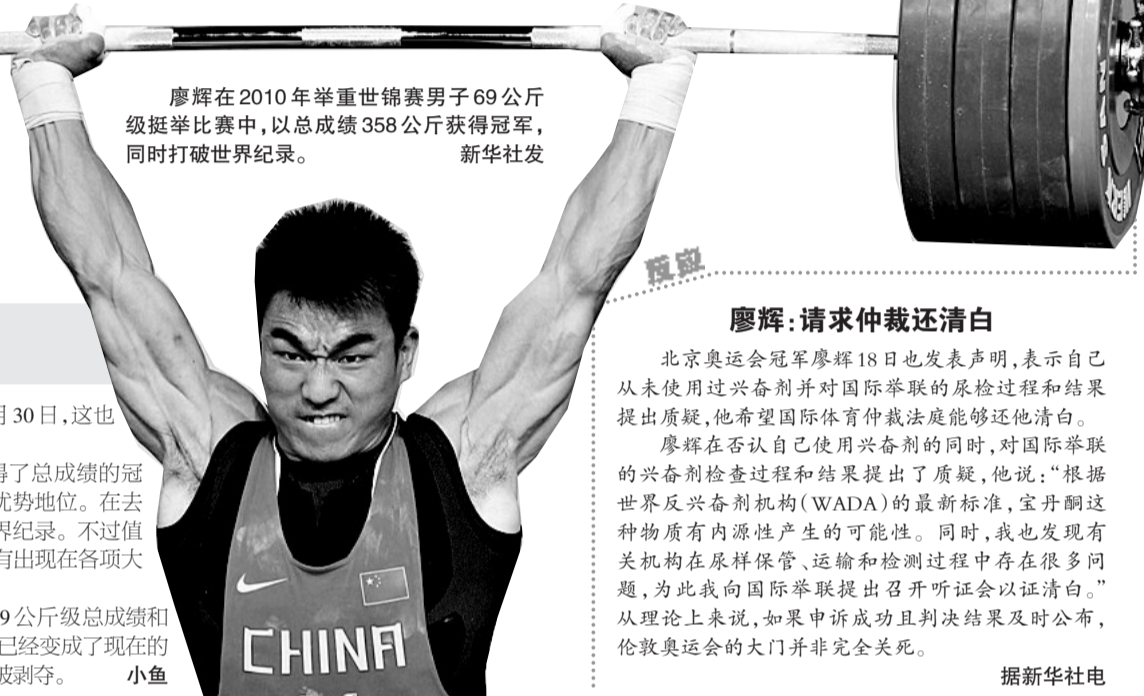 廖辉在2010年举重世锦赛男子69公斤
级挺举比赛中，以总成绩358公斤获得冠军，
同时打破世界纪录。 新华社发
反应
廖辉：请求仲裁还清白
北京奥运会冠军廖辉18日也发表声明，表示自己
从未使用过兴奋剂并对国际举联的尿检过程和结果
提出质疑，他希望国际体育仲裁法庭能够还他清白。
廖辉在否认自己使用兴奋剂的同时，对国际举联
的兴奋剂检查过程和结果提出了质疑，他说：“根据
世界反兴奋剂机构（WADA）的最新标准，宝丹酮这
种物质有内源性产生的可能性。同时，我也发现有
关机构在尿样保管、运输和检测过程中存在很多问
题，为此我向国际举联提出召开听证会以证清白。”
从理论上来说，如果申诉成功且判决结果及时公布，
伦敦奥运会的大门并非完全关死。
据新华社电
月30日，这也
得了总成绩的冠
优势地位。在去
界纪录。不过值
有出现在各项大
9公斤级总成绩和
已经变成了现在的
被剥夺。 小鱼
CHINA